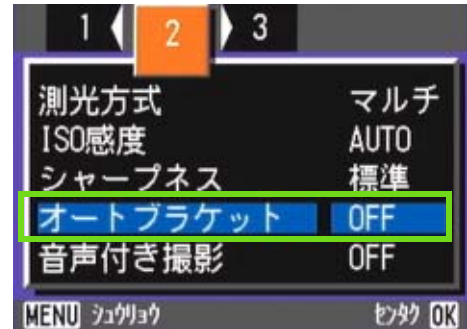 1 2 3
測光方式 マルチ
ISO感度 AUTO
シャープネス 標準
オートブラケット OFF
音声付き撮影 OFF
MENU シュウリョウ センタク OK